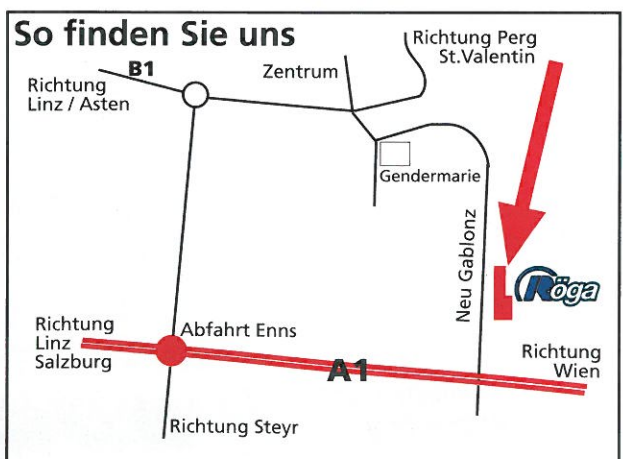 So finden Sie uns
B1
Richtung
Linz / Asten
Zentrum
Richtung Perg
St.Valentin
Gendermarie
Neu Gablonz
Röga
Richtung
Linz
Salzburg
Abfahrt Enns
A1
Richtung
Wien
Richtung Steyr